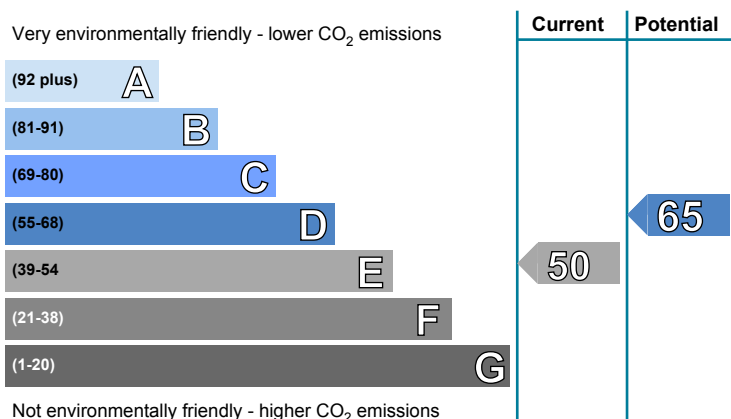 Very environmentally friendly - lower CO₂ emissions
Current Potential
(92 plus) A
(81-91) B
(69-80) C
(55-68) D
65
(39-54 E
50
(21-38) F
(1-20) G
Not environmentally friendly - higher CO₂ emissions